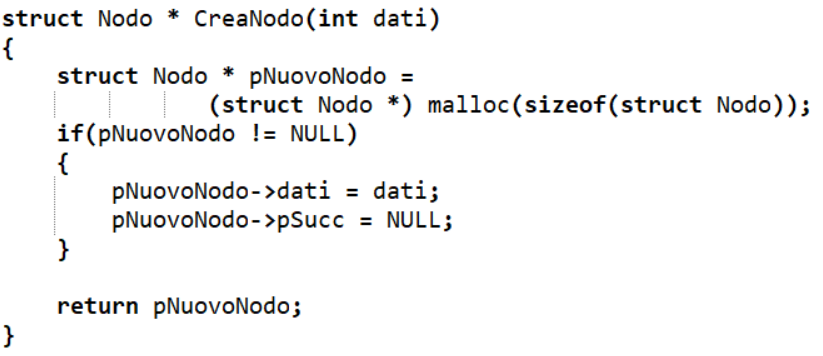 struct Nodo * CreaNodo(int dati)
{
    struct Nodo * pNuovoNodo =
                (struct Nodo *) malloc(sizeof(struct Nodo));
    if(pNuovoNodo != NULL)
    {
        pNuovoNodo->dati = dati;
        pNuovoNodo->pSucc = NULL;
    }

    return pNuovoNodo;
}